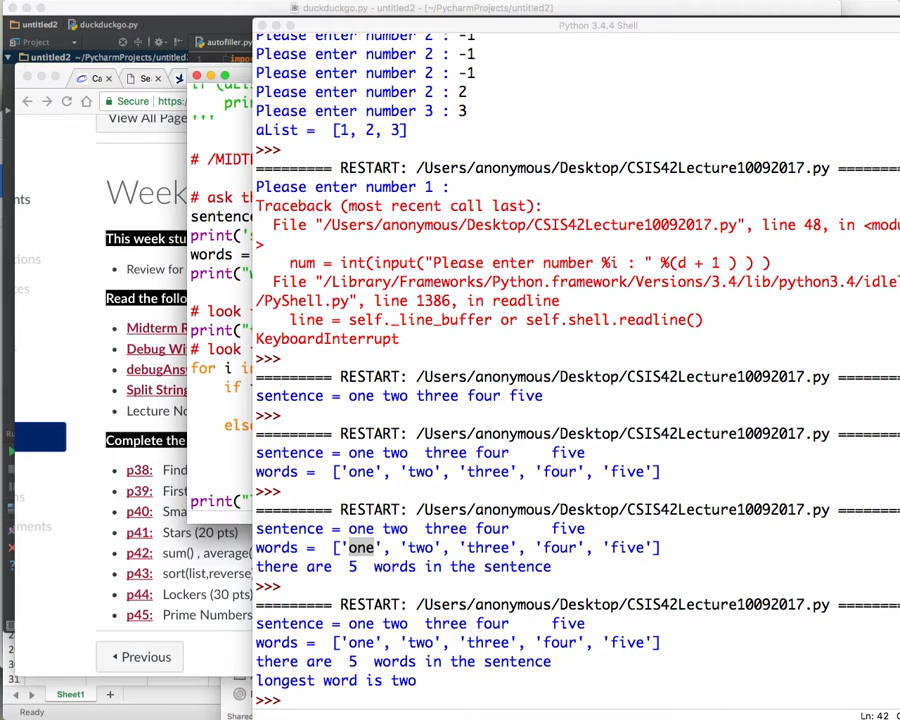 duckduckgo.py - untitled2 - [~/PycharmProjects/untitled2]
untitled2
duckduckgo.py
Python 3.4.4 Shell
Project
autofiller.py
untitled2 ~/PycharmProjects/untitled2
Secure
https:
View All Page
Week
This week stu
Review for
Read the follo
Midterm R
Debug Wi
debugAns
Split String
Lecture No
Complete the
p38: Find
p39: First
p40: Sma
p41: Stars (20 pts)
p42: sum() , average(
p43: sort(list,reverse
p44: Lockers (30 pts)
p45: Prime Numbers
Previous
Sheet1
Ready
prin
'''
# /MIDT
# ask th
sentence
print('s
words =
print("w
# look
print("
# look
for i in
if
else
print("
Please enter number 2 : -1
Please enter number 2 : -1
Please enter number 2 : -1
Please enter number 2 : 2
Please enter number 3 : 3
aList =  [1, 2, 3]
>>>
========= RESTART: /Users/anonymous/Desktop/CSIS42Lecture10092017.py =======
Please enter number 1 :
Traceback (most recent call last):
File "/Users/anonymous/Desktop/CSIS42Lecture10092017.py", line 48, in <modu
>
num = int(input("Please enter number %i : " %(d + 1 ) ) )
File "/Library/Frameworks/Python.framework/Versions/3.4/lib/python3.4/idlel
/PyShell.py", line 1386, in readline
line = self._line_buffer or self.shell.readline()
KeyboardInterrupt
>>>
========= RESTART: /Users/anonymous/Desktop/CSIS42Lecture10092017.py =======
sentence = one two three four five
>>>
========= RESTART: /Users/anonymous/Desktop/CSIS42Lecture10092017.py =======
sentence = one two  three four     five
words =  ['one', 'two', 'three', 'four', 'five']
>>>
========= RESTART: /Users/anonymous/Desktop/CSIS42Lecture10092017.py =======
sentence = one two  three four     five
words =  ['one', 'two', 'three', 'four', 'five']
there are  5  words in the sentence
>>>
========= RESTART: /Users/anonymous/Desktop/CSIS42Lecture10092017.py =======
sentence = one two  three four     five
words =  ['one', 'two', 'three', 'four', 'five']
there are  5  words in the sentence
longest word is two
>>>
Ln: 42